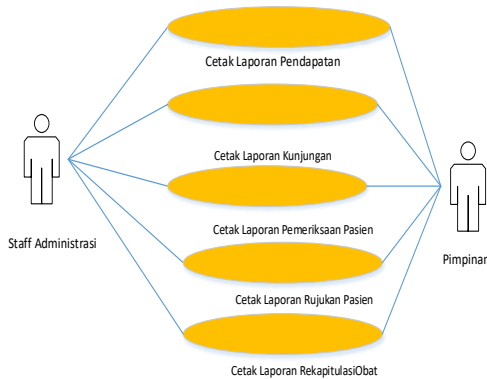 Cetak Laporan Pendapatan
Cetak Laporan Kunjungan
Cetak Laporan Pemeriksaan Pasien
Staff Administrasi
Pimpinan
Cetak Laporan Rujukan Pasien
Cetak Laporan RekapitulasiObat